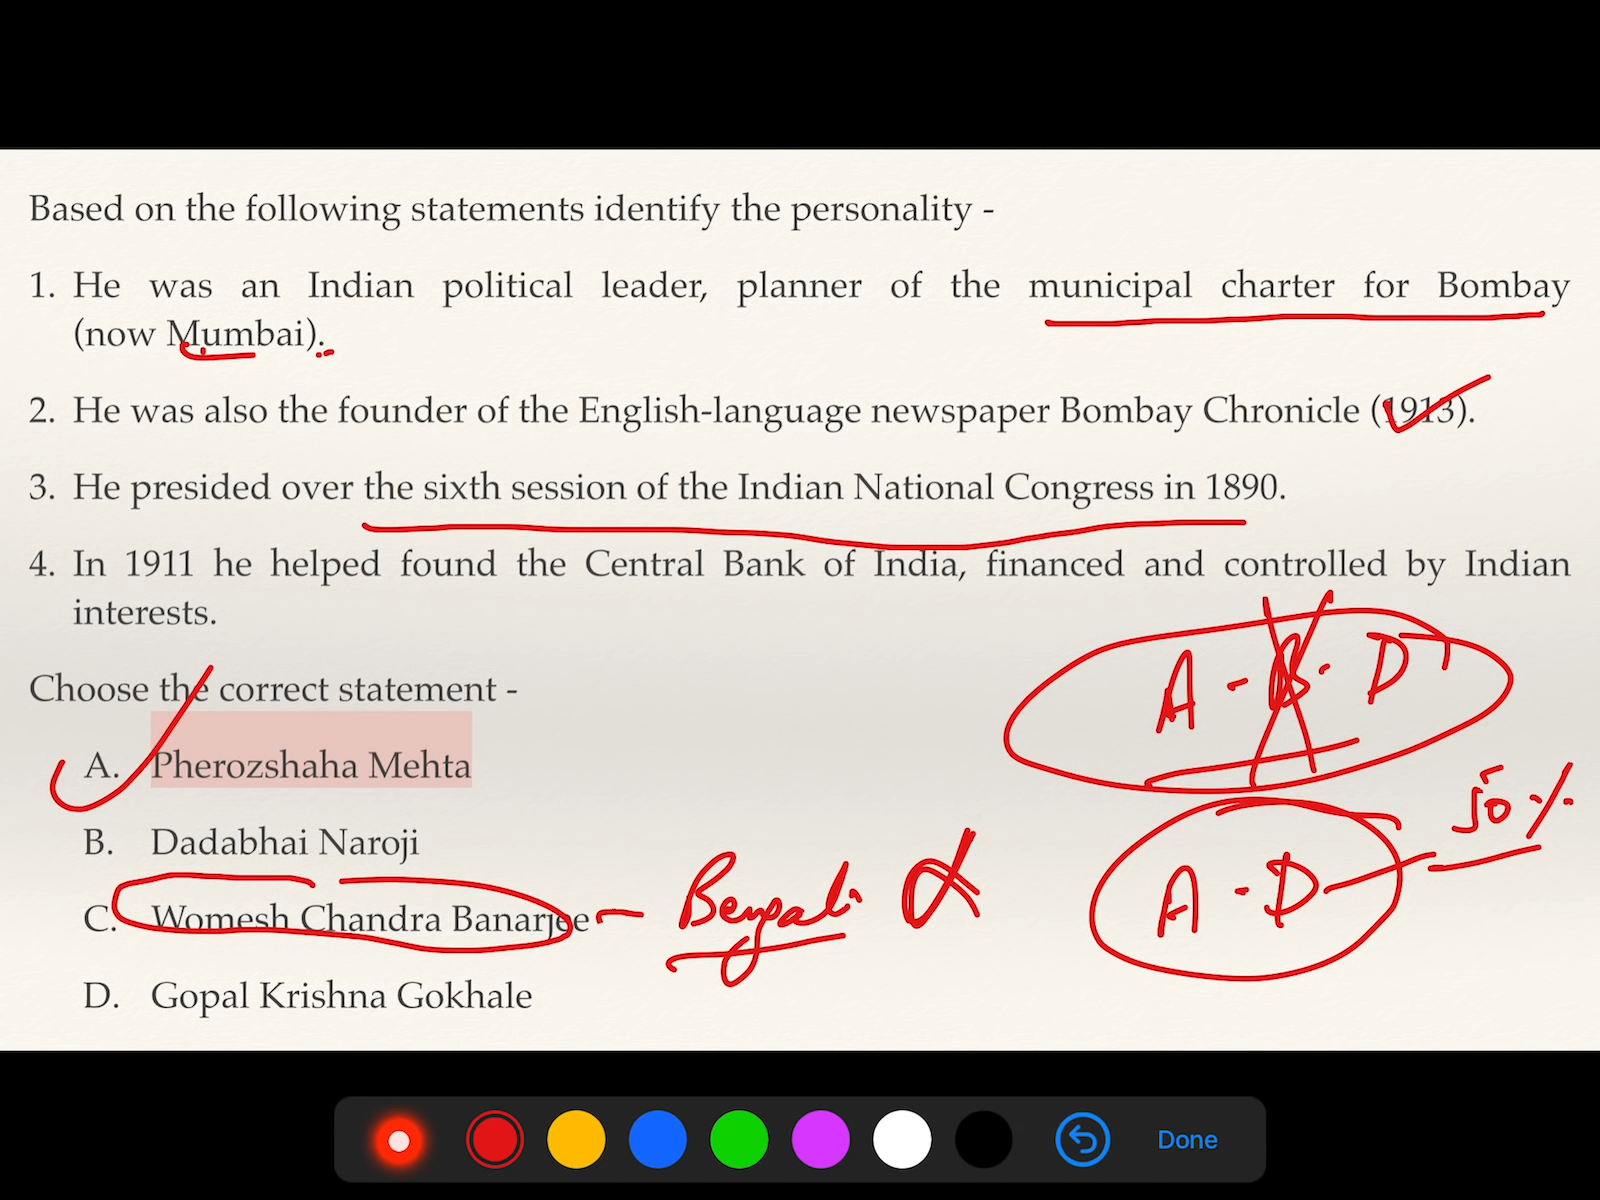 Based on the following statements identify the personality -
1. He was an Indian political leader, planner of the municipal charter for Bombay
(now Mumbai).
2. He was also the founder of the English-language newspaper Bombay Chronicle (1913).
3. He presided over the sixth session of the Indian National Congress in 1890.
4. In 1911 he helped found the Central Bank of India, financed and controlled by Indian
interests.
Choose the correct statement -
A. Pherozshaha Mehta
B. Dadabhai Naroji
C. Womesh Chandra Banarjee
D. Gopal Krishna Gokhale
A - B - D
50%
Bengali
A - D
Done